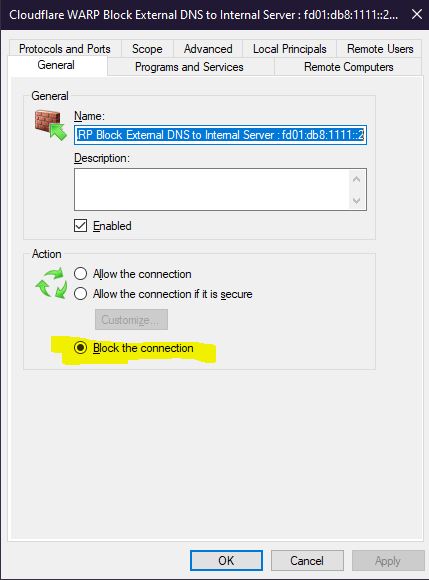 Cloudflare WARP Block External DNS to Internal Server : fd01:db8:1111::2...
Protocols and Ports Scope Advanced Local Principals Remote Users
General Programs and Services Remote Computers
General
Name:
RP Block External DNS to Internal Server : fd01:db8:1111::2
Description:
Enabled
Action
Allow the connection
Allow the connection if it is secure
Customize...
Block the connection
OK Cancel Apply